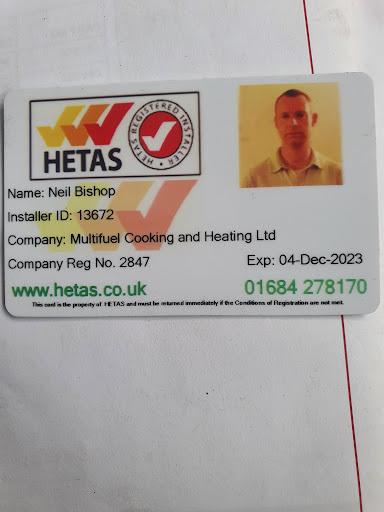 HETAS
HETAS REGISTERED INSTALLER
Name: Neil Bishop
Installer ID: 13672
Company: Multifuel Cooking and Heating Ltd
Company Reg No. 2847 Exp: 04-Dec-2023
www.hetas.co.uk 01684 278170
This card is the property of HETAS and must be returned immediately if the Conditions of Registration are not met.